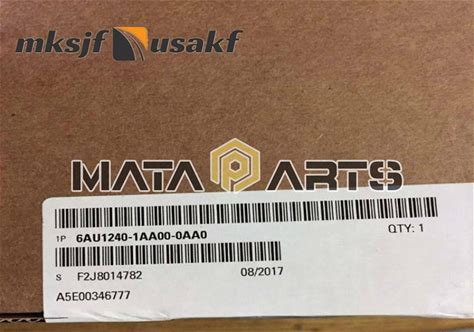 mksjf usakf
MATA PARTS
1P 6AU1240-1AA00-0AA0 QTY: 1
S F2J8014782 08/2017
A5E00346777